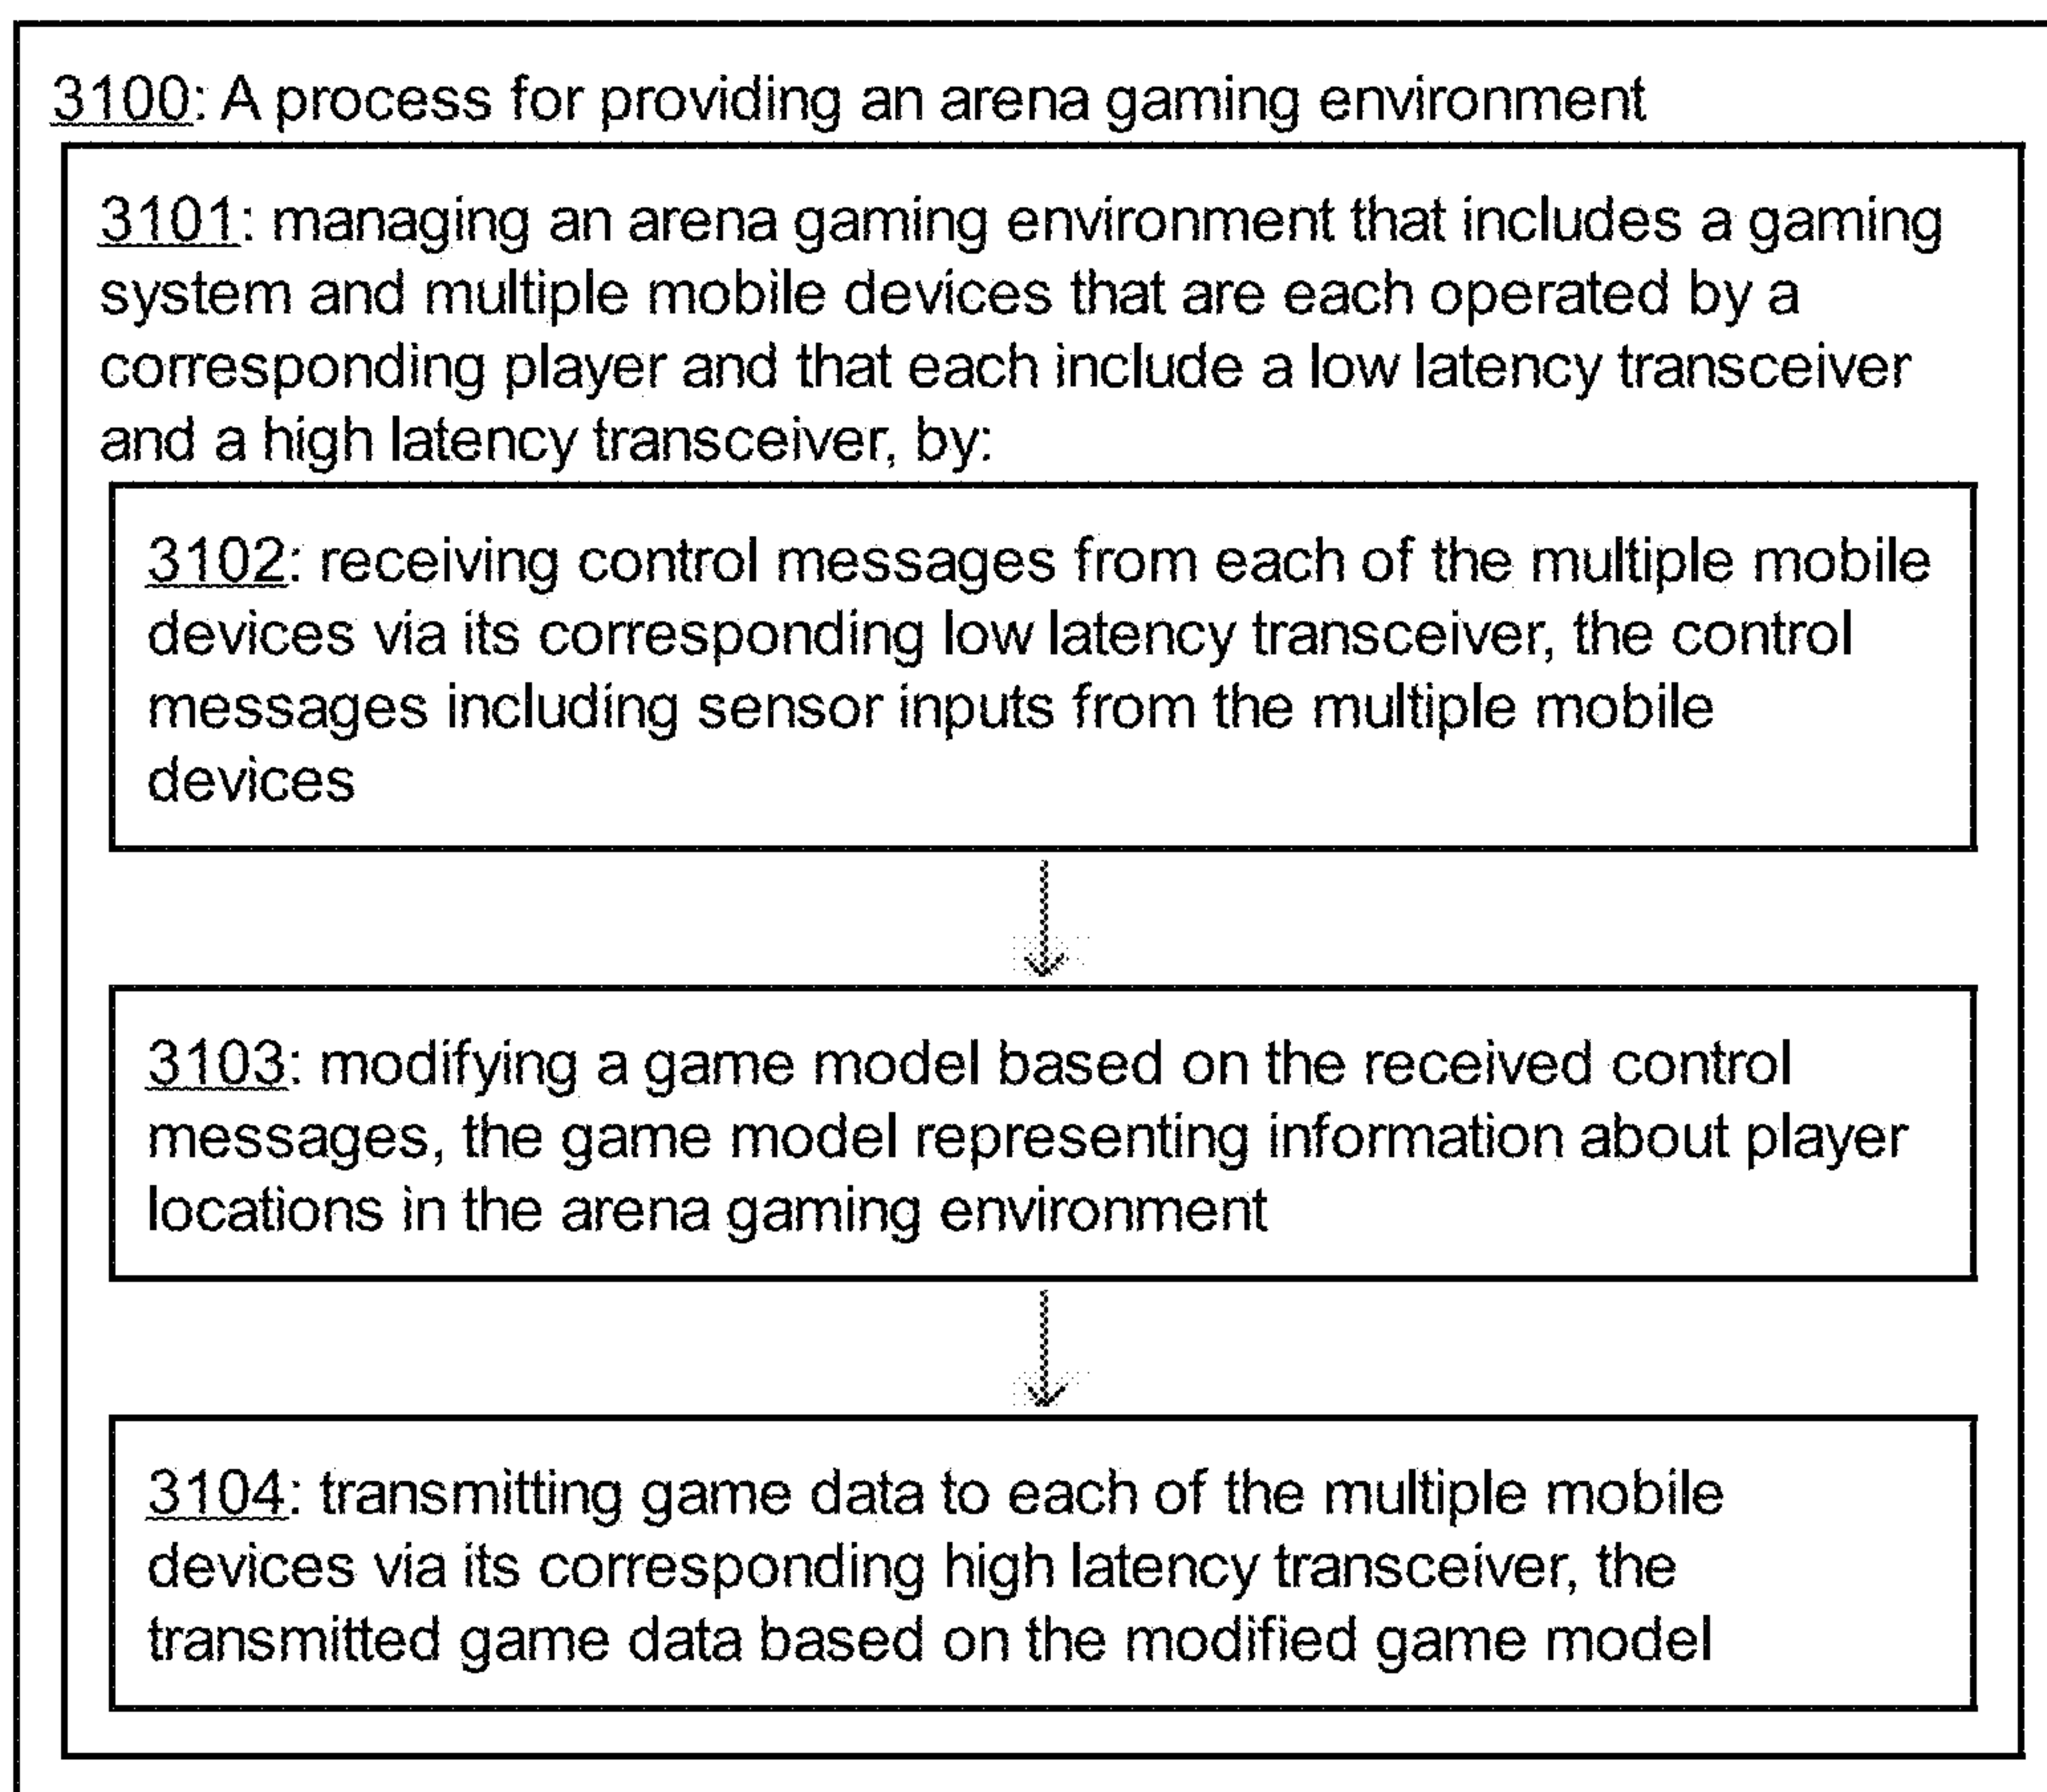 3100: A process for providing an arena gaming environment
3101: managing an arena gaming environment that includes a gaming
system and multiple mobile devices that are each operated by a
corresponding player and that each include a low latency transceiver
and a high latency transceiver, by:
3102: receiving control messages from each of the multiple mobile
devices via its corresponding low latency transceiver, the control
messages including sensor inputs from the multiple mobile
devices
3103: modifying a game model based on the received control
messages, the game model representing information about player
locations in the arena gaming environment
3104: transmitting game data to each of the multiple mobile
devices via its corresponding high latency transceiver, the
transmitted game data based on the modified game model